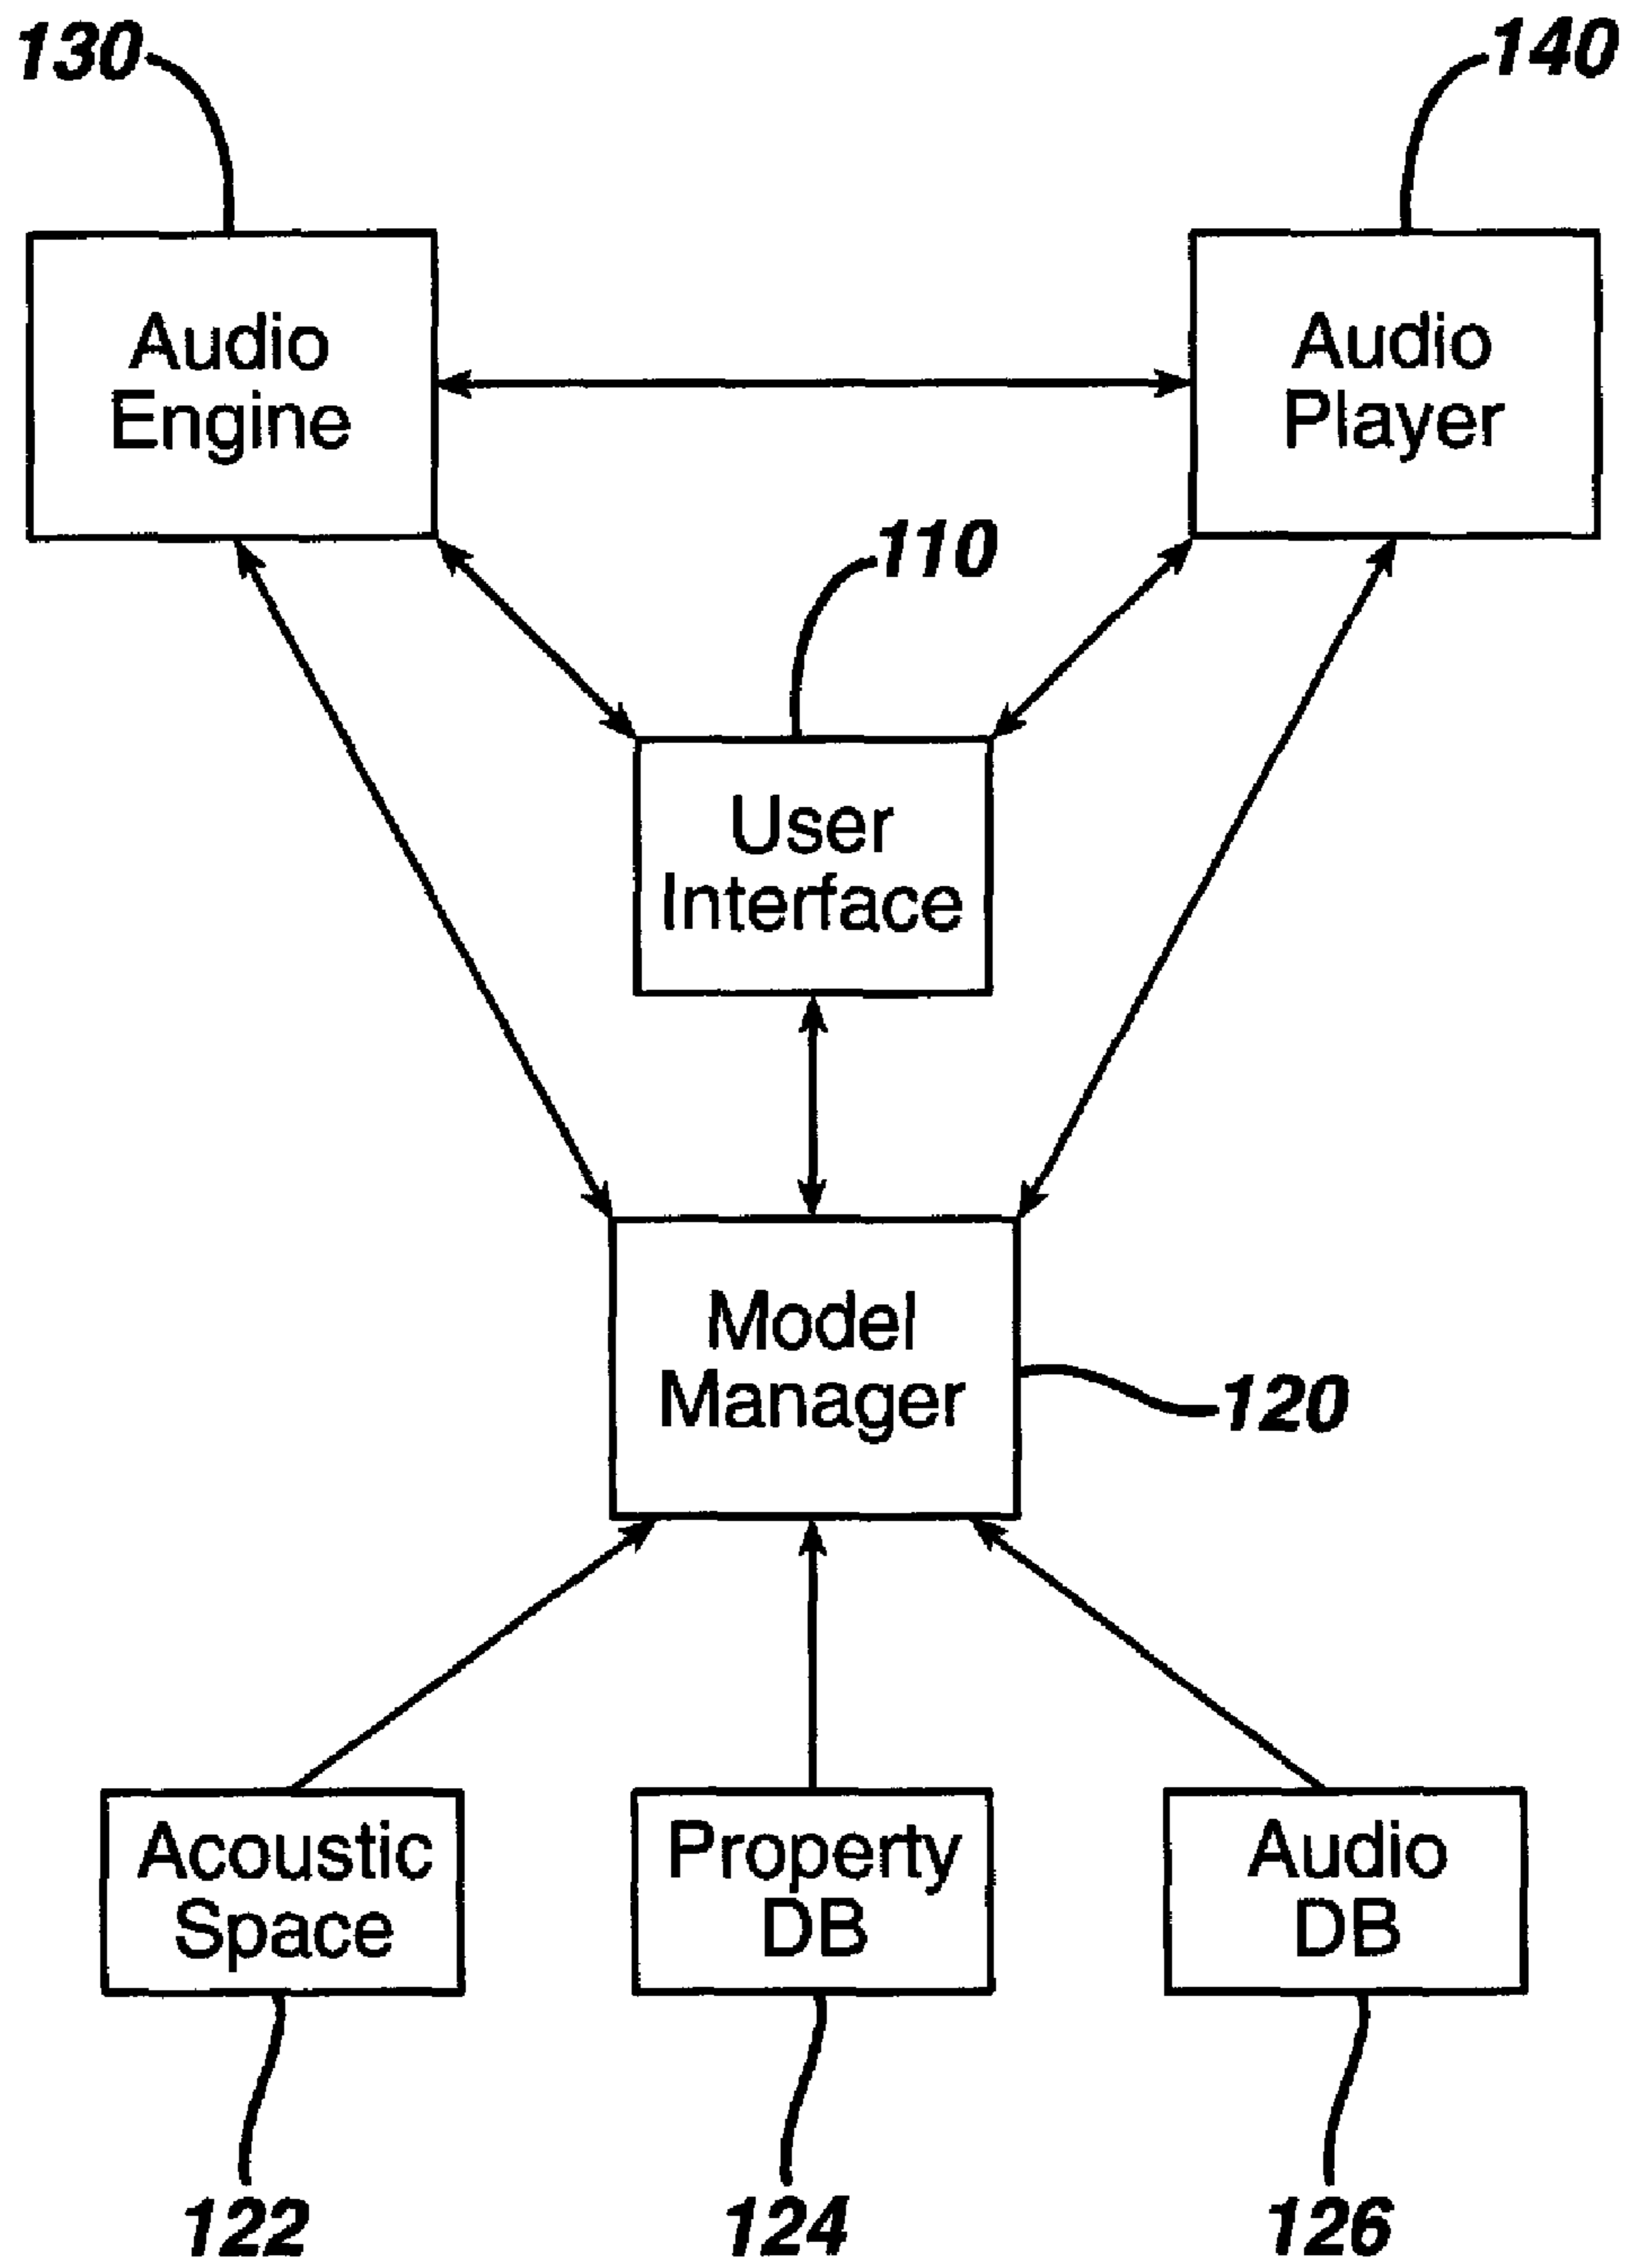 130
140
Audio
Engine
Audio
Player
110
User
Interface
Model
Manager
120
Acoustic
Space
Property
DB
Audio
DB
122
124
126